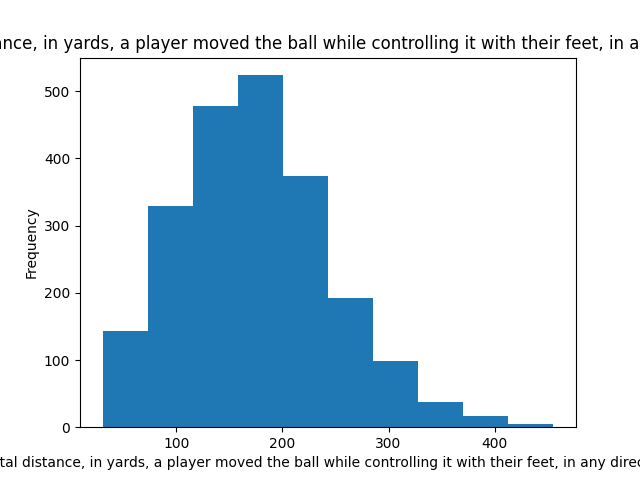 ance, in yards, a player moved the ball while controlling it with their feet, in a
500
400
300
200
100
0
Frequency
100 200 300 400
tal distance, in yards, a player moved the ball while controlling it with their feet, in any direc